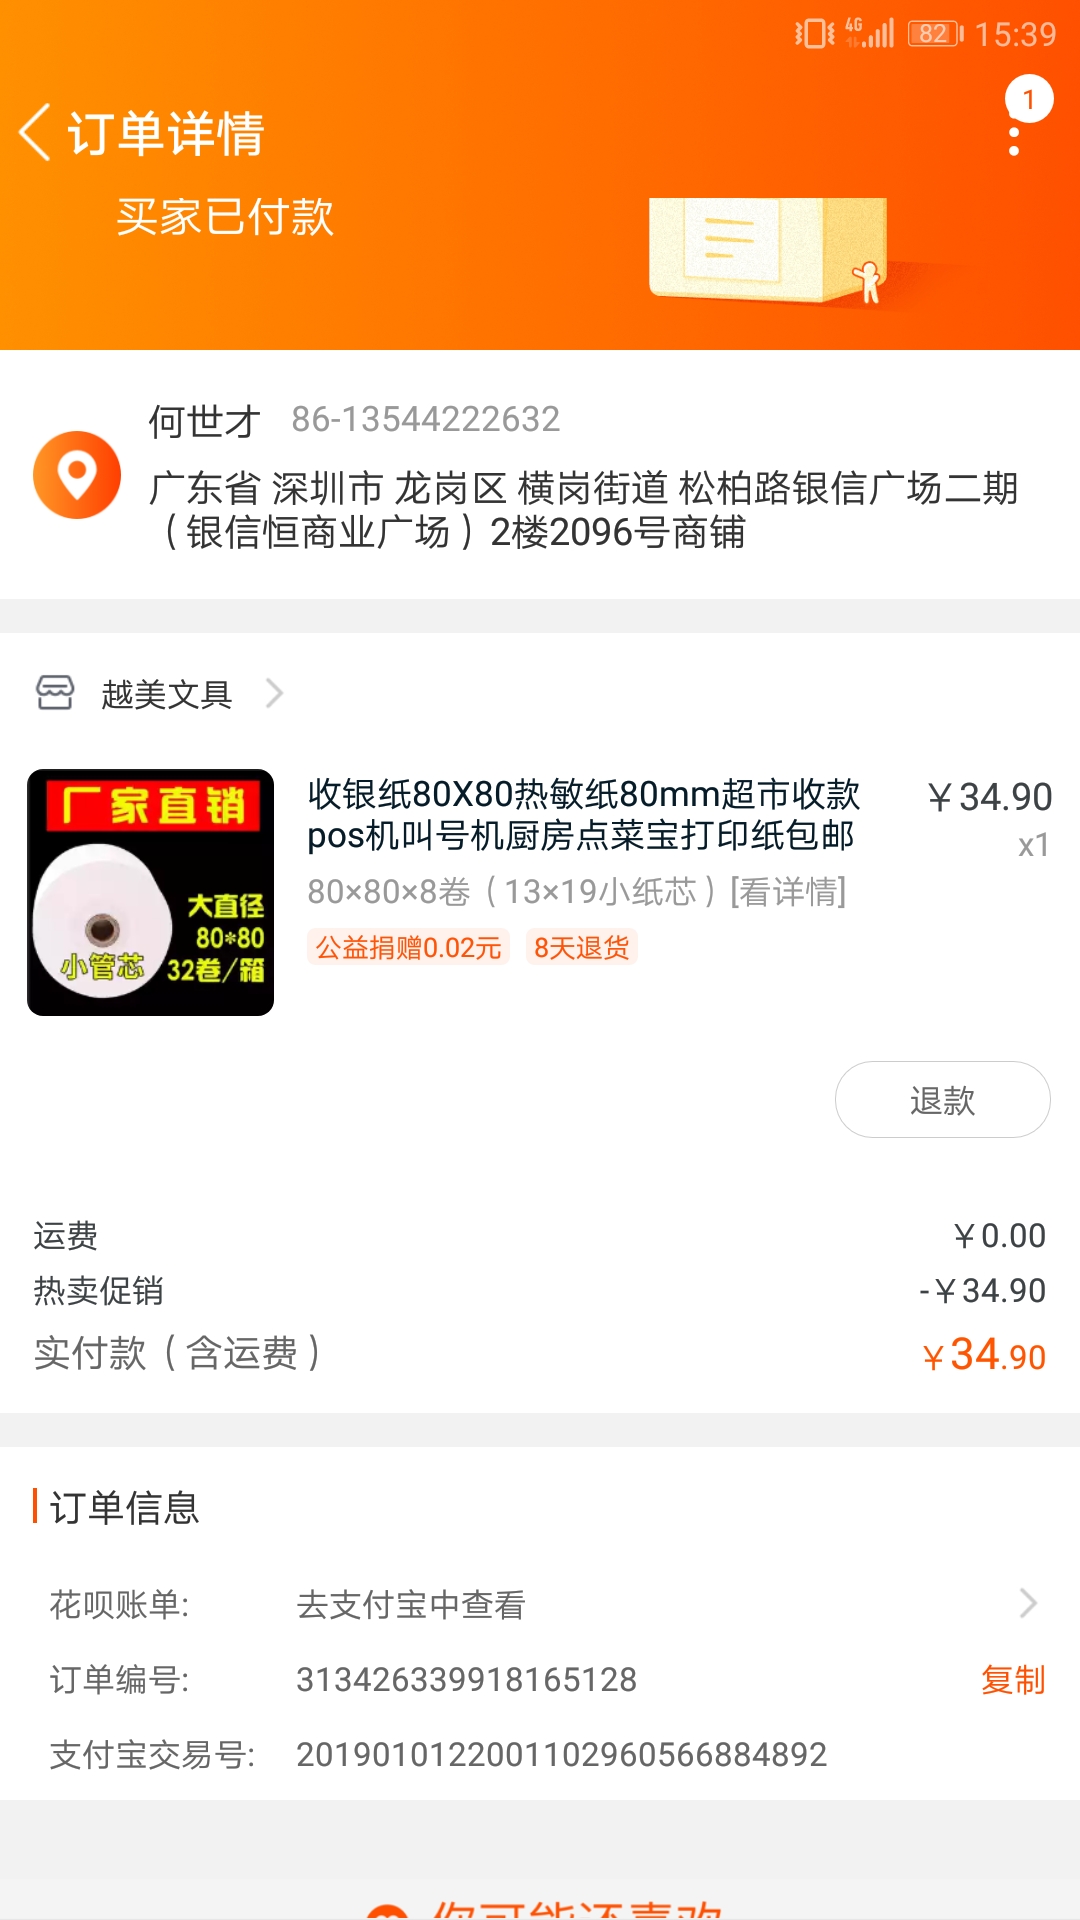 4G 82 15:39
订单详情
1
买家已付款
何世才 86-13544222632
广东省 深圳市 龙岗区 横岗街道 松柏路银信广场二期
（银信恒商业广场）2楼2096号商铺
越美文具
厂家直销
大直径
80*80
小管芯
32卷/箱
收银纸80X80热敏纸80mm超市收款
pos机叫号机厨房点菜宝打印纸包邮
￥34.90
x1
80×80×8卷（13×19小纸芯）[看详情]
公益捐赠0.02元 8天退货
退款
运费 ￥0.00
热卖促销 -￥34.90
实付款（含运费） ￥34.90
订单信息
花呗账单: 去支付宝中查看
订单编号: 313426339918165128 复制
支付宝交易号: 2019010122001102960566884892
你可能还喜欢